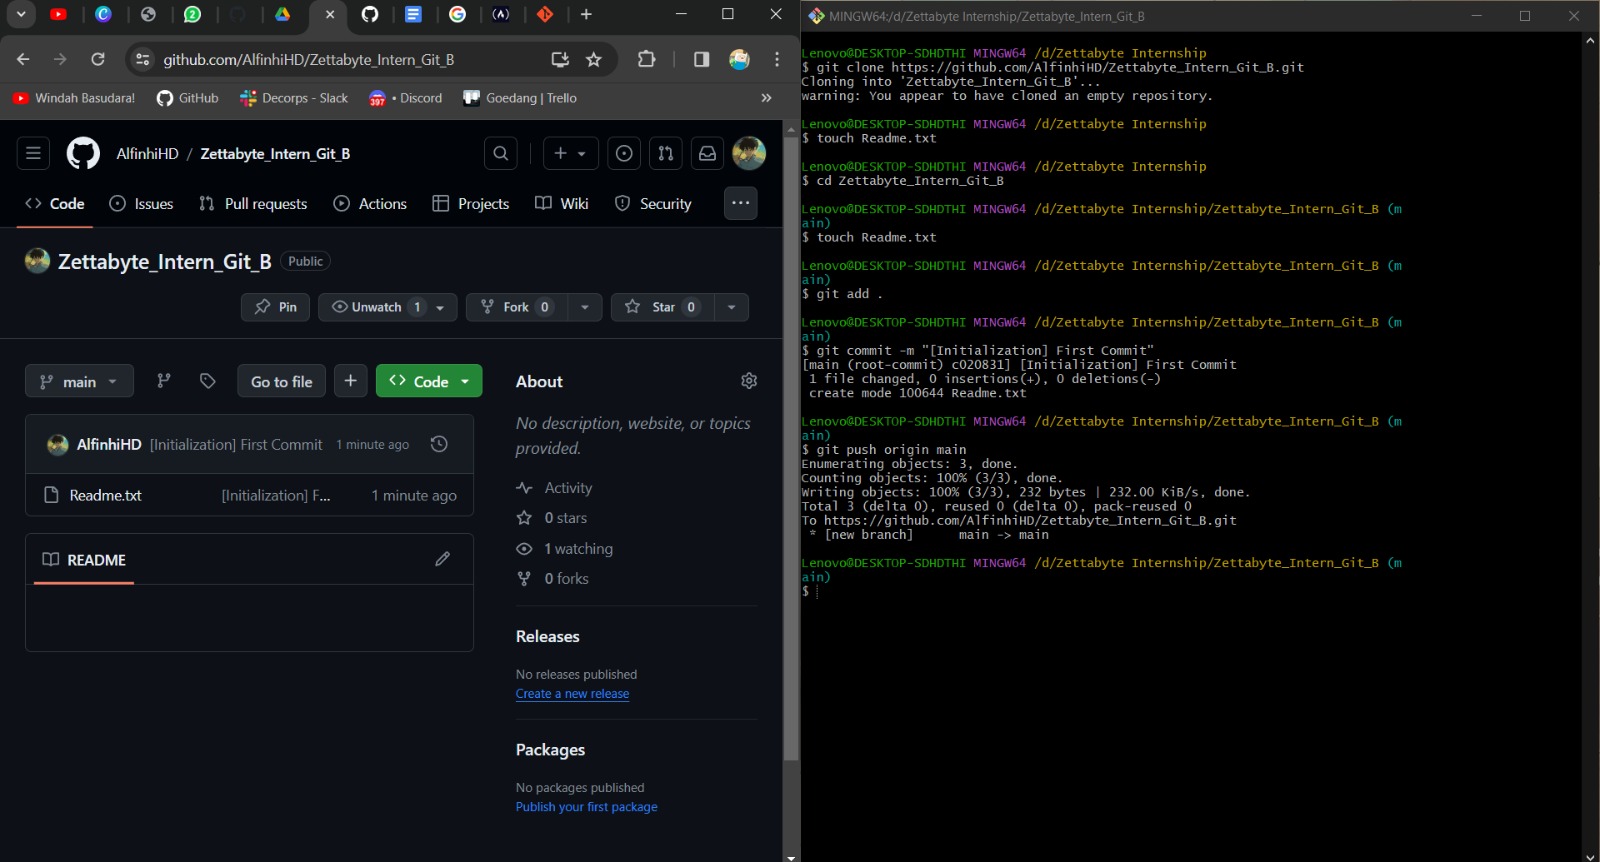 github.com/AlfinhiHD/Zettabyte_Intern_Git_B
Windah Basudara!
GitHub
Decorps - Slack
397
• Discord
Goedang | Trello
»
AlfinhiHD / Zettabyte_Intern_Git_B
Code
Issues
Pull requests
Actions
Projects
Wiki
Security
Zettabyte_Intern_Git_B
Public
Pin
Unwatch 1
Fork 0
Star 0
main
Go to file
Code
AlfinhiHD [Initialization] First Commit 1 minute ago
Readme.txt [Initialization] F... 1 minute ago
README
About
No description, website, or topics
provided.
Activity
0 stars
1 watching
0 forks
Releases
No releases published
Create a new release
Packages
No packages published
Publish your first package
MINGW64:/d/Zettabyte Internship/Zettabyte_Intern_Git_B
Lenovo@DESKTOP-SDHDTHI MINGW64 /d/Zettabyte Internship
$ git clone https://github.com/AlfinhiHD/Zettabyte_Intern_Git_B.git
Cloning into 'Zettabyte_Intern_Git_B'...
warning: You appear to have cloned an empty repository.
Lenovo@DESKTOP-SDHDTHI MINGW64 /d/Zettabyte Internship
$ touch Readme.txt
Lenovo@DESKTOP-SDHDTHI MINGW64 /d/Zettabyte Internship
$ cd Zettabyte_Intern_Git_B
Lenovo@DESKTOP-SDHDTHI MINGW64 /d/Zettabyte Internship/Zettabyte_Intern_Git_B (m
ain)
$ touch Readme.txt
Lenovo@DESKTOP-SDHDTHI MINGW64 /d/Zettabyte Internship/Zettabyte_Intern_Git_B (m
ain)
$ git add .
Lenovo@DESKTOP-SDHDTHI MINGW64 /d/Zettabyte Internship/Zettabyte_Intern_Git_B (m
ain)
$ git commit -m "[Initialization] First Commit"
[main (root-commit) c020831] [Initialization] First Commit
1 file changed, 0 insertions(+), 0 deletions(-)
create mode 100644 Readme.txt
Lenovo@DESKTOP-SDHDTHI MINGW64 /d/Zettabyte Internship/Zettabyte_Intern_Git_B (m
ain)
$ git push origin main
Enumerating objects: 3, done.
Counting objects: 100% (3/3), done.
Writing objects: 100% (3/3), 232 bytes | 232.00 KiB/s, done.
Total 3 (delta 0), reused 0 (delta 0), pack-reused 0
To https://github.com/AlfinhiHD/Zettabyte_Intern_Git_B.git
* [new branch] main -> main
Lenovo@DESKTOP-SDHDTHI MINGW64 /d/Zettabyte Internship/Zettabyte_Intern_Git_B (m
ain)
$